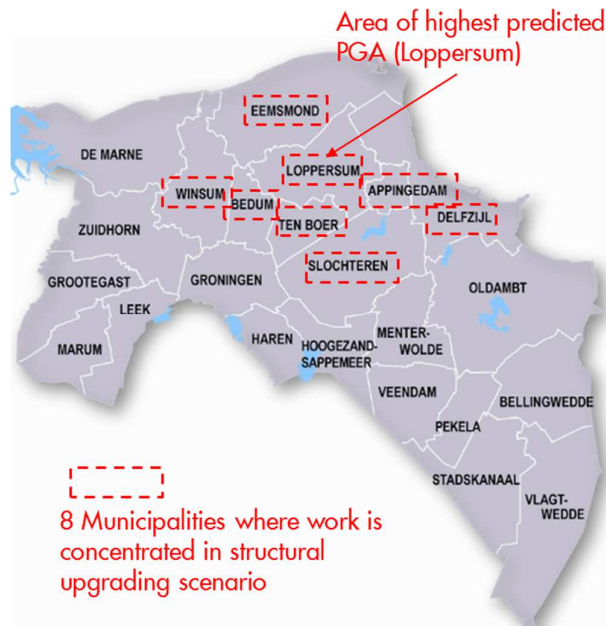 Area of highest predicted
PGA (Loppersum)
EEMSMOND
DE MARNE
LOPPERSUM
WINSUM
APPINGEDAM
BEDUM
TEN BOER
DELFZIJL
ZUIDHORN
SLOCHTEREN
GROOTEGAST
GRONINGEN
OLDAMBT
LEEK
HAREN
MENTER-
WOLDE
HOOGEZAND-
SAPPEMEER
MARUM
VEENDAM
BELLINGWEDDE
PEKELA
STADSKANAAL
VLAGT-
WEDDE
8 Municipalities where work is
concentrated in structural
upgrading scenario